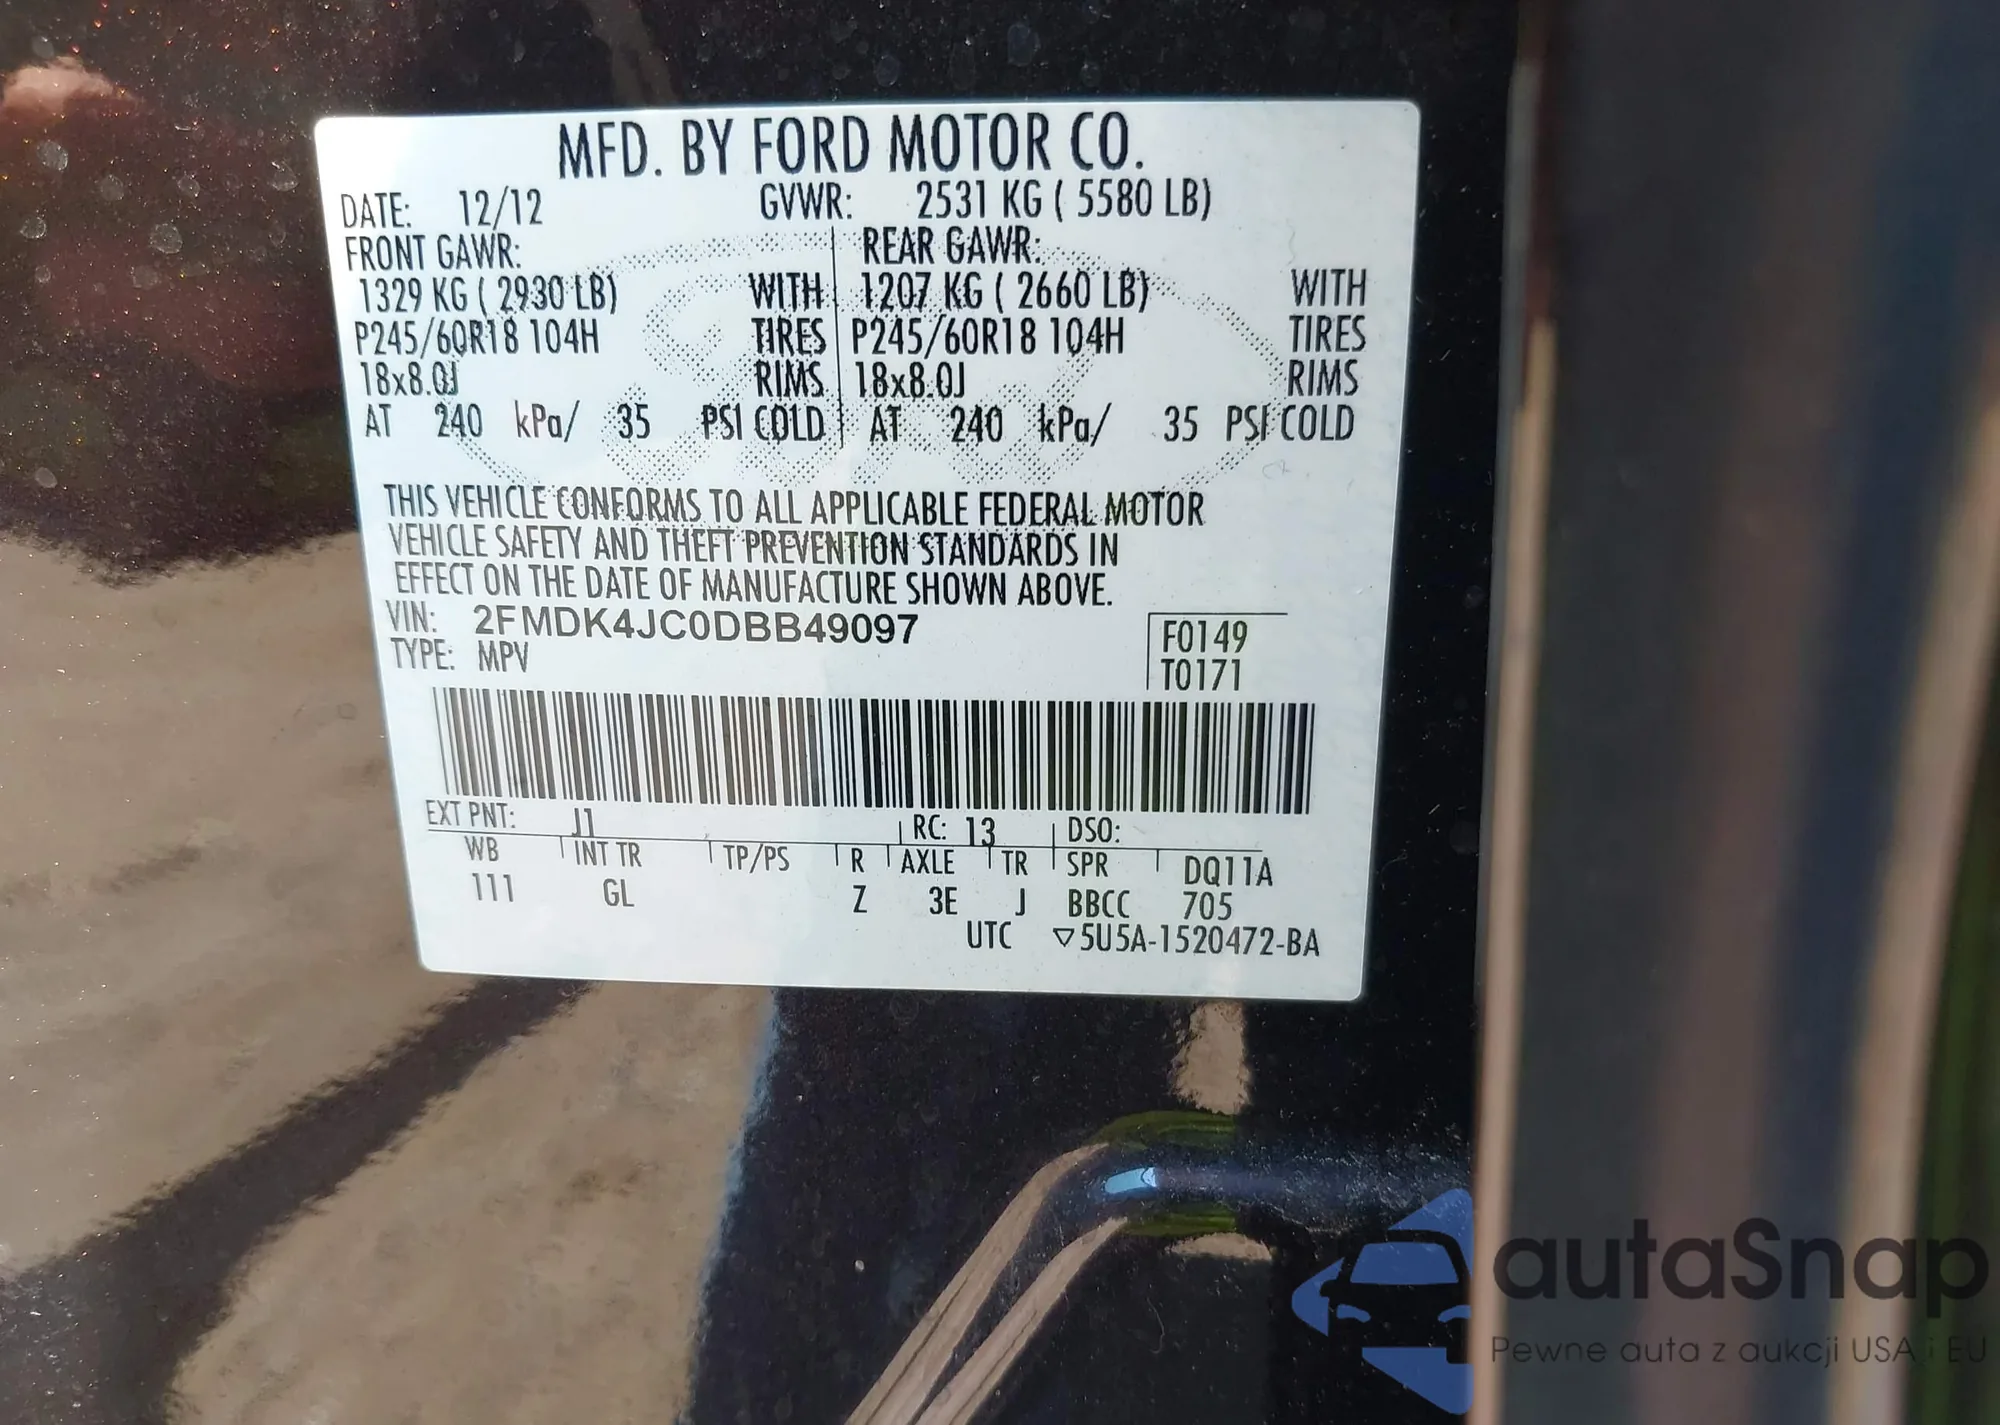 MFD. BY FORD MOTOR CO.
DATE: 12/12 GVWR: 2531 KG ( 5580 LB)
FRONT GAWR: REAR GAWR:
1329 KG ( 2930 LB) WITH 1207 KG ( 2660 LB) WITH
P245/60R18 104H TIRES P245/60R18 104H TIRES
18x8.0J RIMS 18x8.0J RIMS
AT 240 kPa/ 35 PSI COLD AT 240 kPa/ 35 PSI COLD
THIS VEHICLE CONFORMS TO ALL APPLICABLE FEDERAL MOTOR
VEHICLE SAFETY AND THEFT PREVENTION STANDARDS IN
EFFECT ON THE DATE OF MANUFACTURE SHOWN ABOVE.
VIN: 2FMDK4JC0DBB49097 F0149
TYPE: MPV T0171
EXT PNT: J1 RC: 13 DSO:
WB INT TR TP/PS R AXLE TR SPR DQ11A
111 GL Z 3E J BBCC 705
UTC ▽5U5A-1520472-BA
autaSnap
Pewne auta z aukcji USA i EU